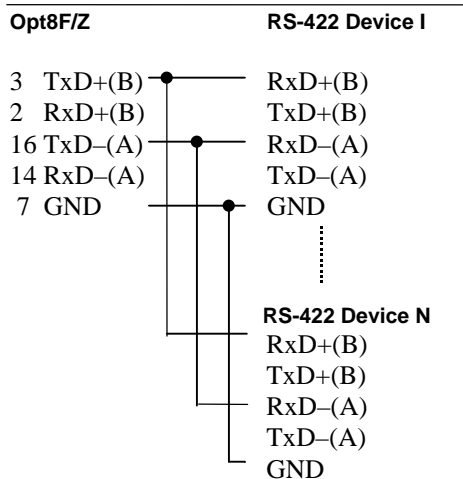 Opt8F/Z RS-422 Device I
3 TxD+(B) RxD+(B)
2 RxD+(B) TxD+(B)
16 TxD–(A) RxD–(A)
14 RxD–(A) TxD–(A)
7 GND GND
RS-422 Device N
RxD+(B)
TxD+(B)
RxD–(A)
TxD–(A)
GND